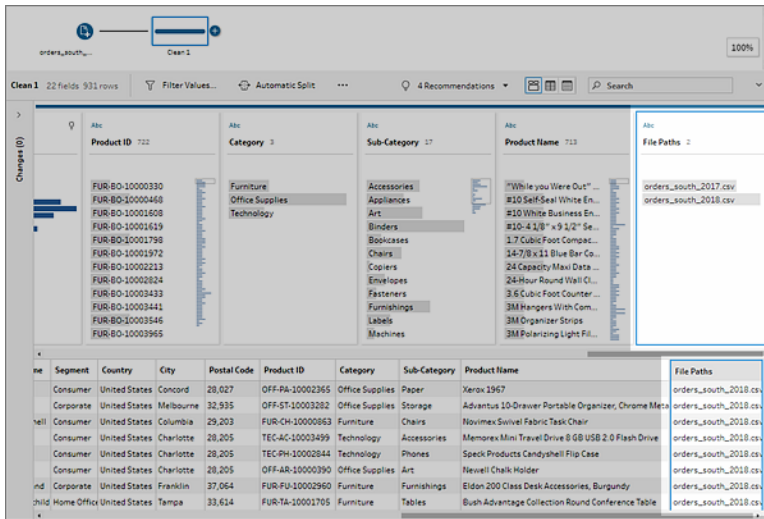 orders_south_...
Clean 1
100%
Clean 1 22 fields 931 rows Filter Values... Automatic Split ... 4 Recommendations Search
Changes (0)
Abc
Product ID 722
FUR-BO-10000330
FUR-BO-10000468
FUR-BO-10001608
FUR-BO-10001619
FUR-BO-10001798
FUR-BO-10001972
FUR-BO-10002213
FUR-BO-10002824
FUR-BO-10003433
FUR-BO-10003441
FUR-BO-10003546
FUR-BO-10003965
Abc
Category 3
Furniture
Office Supplies
Technology
Abc
Sub-Category 17
Accessories
Appliances
Art
Binders
Bookcases
Chairs
Copiers
Envelopes
Fasteners
Furnishings
Labels
Machines
Abc
Product Name 713
"While you Were Out" ...
#10 Self-Seal White En...
#10 White Business En...
#10- 4 1/8" x 9 1/2" Se...
1.7 Cubic Foot Compac...
14-7/8 x 11 Blue Bar Co...
24 Capacity Maxi Data ...
24-Hour Round Wall Cl...
3.6 Cubic Foot Counter ...
3M Hangers With Com...
3M Organizer Strips
3M Polarizing Light Fil...
Abc
File Paths 2
orders_south_2017.csv
orders_south_2018.csv
me Segment Country City Postal Code Product ID Category Sub-Category Product Name File Paths
Consumer United States Concord 28,027 OFF-PA-10002365 Office Supplies Paper Xerox 1967 orders_south_2018.csv
Corporate United States Melbourne 32,935 OFF-ST-10003282 Office Supplies Storage Advantus 10-Drawer Portable Organizer, Chrome Meta orders_south_2018.csv
nell Consumer United States Columbia 29,203 FUR-CH-10000863 Furniture Chairs Novimex Swivel Fabric Task Chair orders_south_2018.csv
Consumer United States Charlotte 28,205 TEC-AC-10003499 Technology Accessories Memorex Mini Travel Drive 8 GB USB 2.0 Flash Drive orders_south_2018.csv
Consumer United States Charlotte 28,205 TEC-PH-10002844 Technology Phones Speck Products Candyshell Flip Case orders_south_2018.csv
Consumer United States Charlotte 28,205 OFF-AR-10000390 Office Supplies Art Newell Chalk Holder orders_south_2018.csv
nd Corporate United States Franklin 37,064 FUR-FU-10002960 Furniture Furnishings Eldon 200 Class Desk Accessories, Burgundy orders_south_2018.csv
child Home Office United States Tampa 33,614 FUR-TA-10001705 Furniture Tables Bush Advantage Collection Round Conference Table orders_south_2018.csv